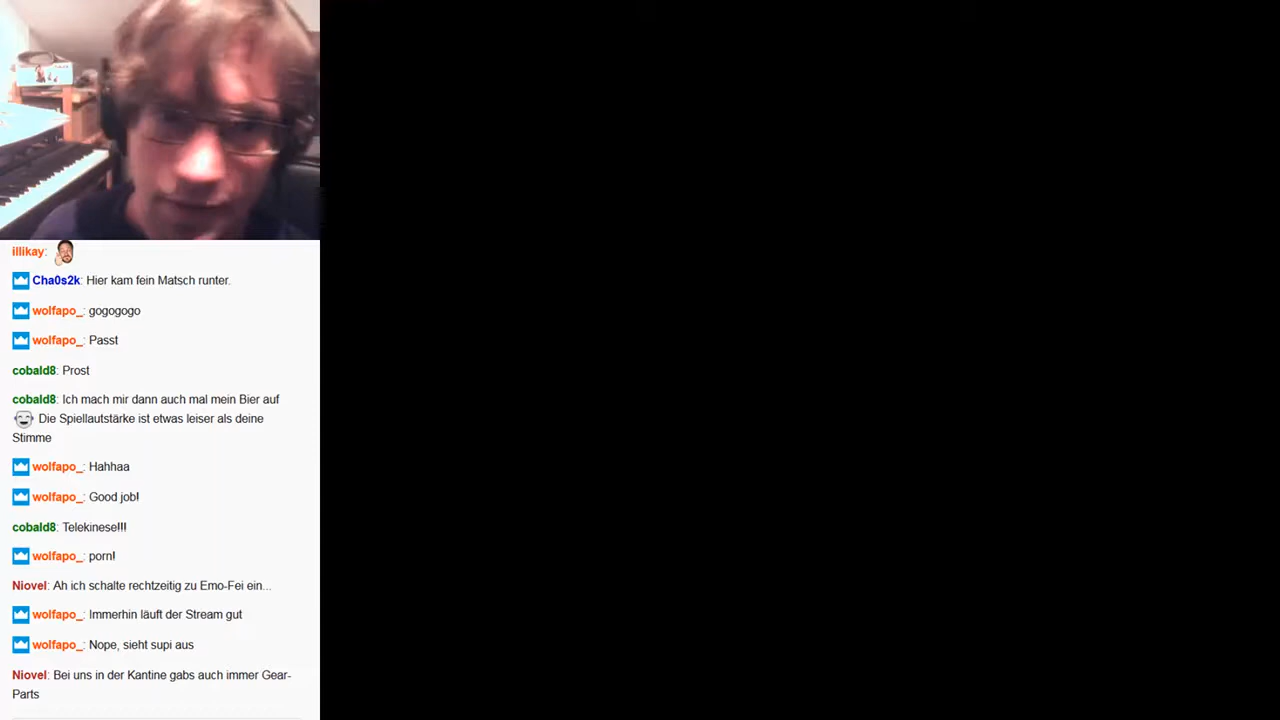 illikay:
Cha0s2k: Hier kam fein Matsch runter.
wolfapo_: gogogogo
wolfapo_: Passt
cobald8: Prost
cobald8: Ich mach mir dann auch mal mein Bier auf
Die Spiellautstärke ist etwas leiser als deine
Stimme
wolfapo_: Hahhaa
wolfapo_: Good job!
cobald8: Telekinese!!!
wolfapo_: porn!
Niovel: Ah ich schalte rechtzeitig zu Emo-Fei ein...
wolfapo_: Immerhin läuft der Stream gut
wolfapo_: Nope, sieht supi aus
Niovel: Bei uns in der Kantine gabs auch immer Gear-
Parts